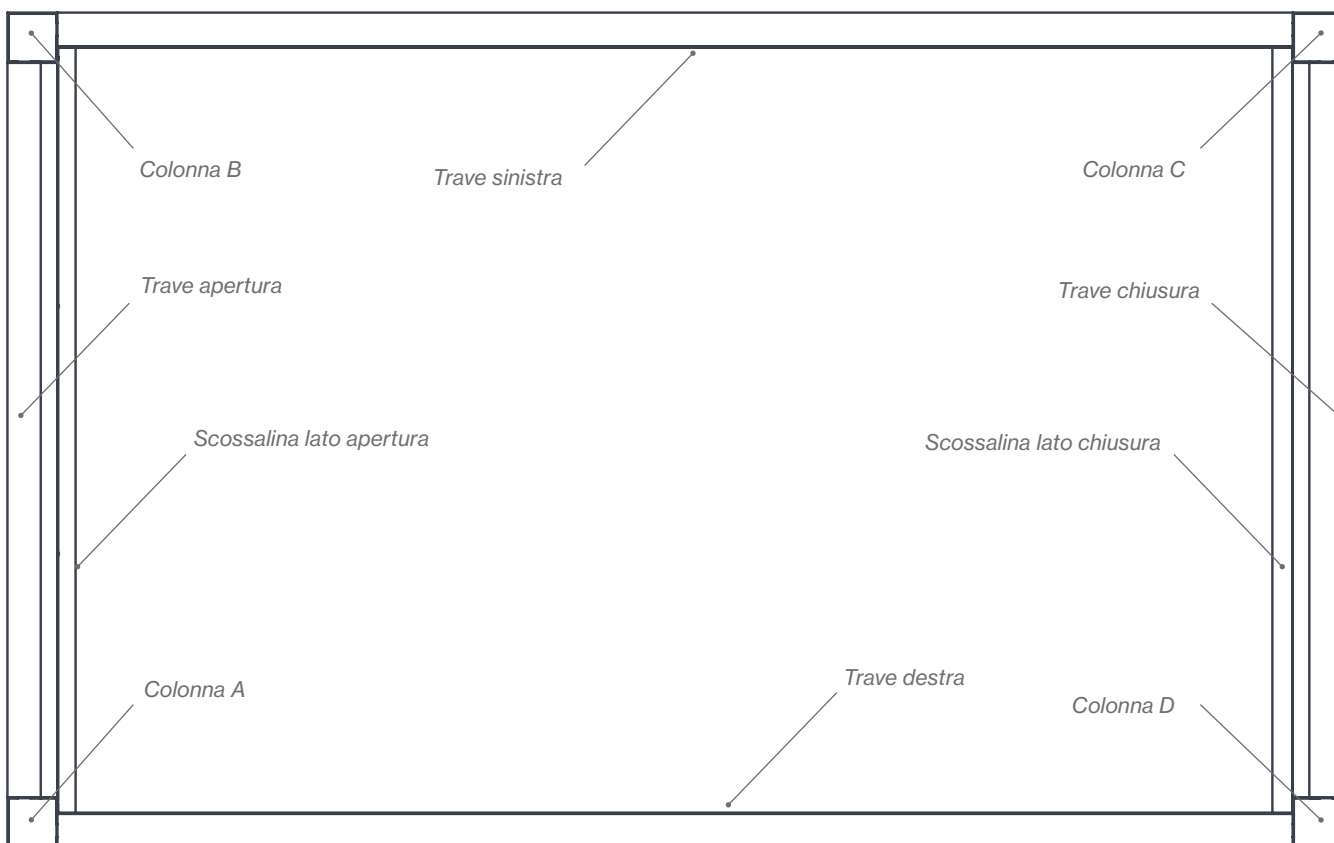 Colonna B
Trave sinistra
Colonna C
Trave apertura
Trave chiusura
Scossalina lato apertura
Scossalina lato chiusura
Colonna A
Trave destra
Colonna D